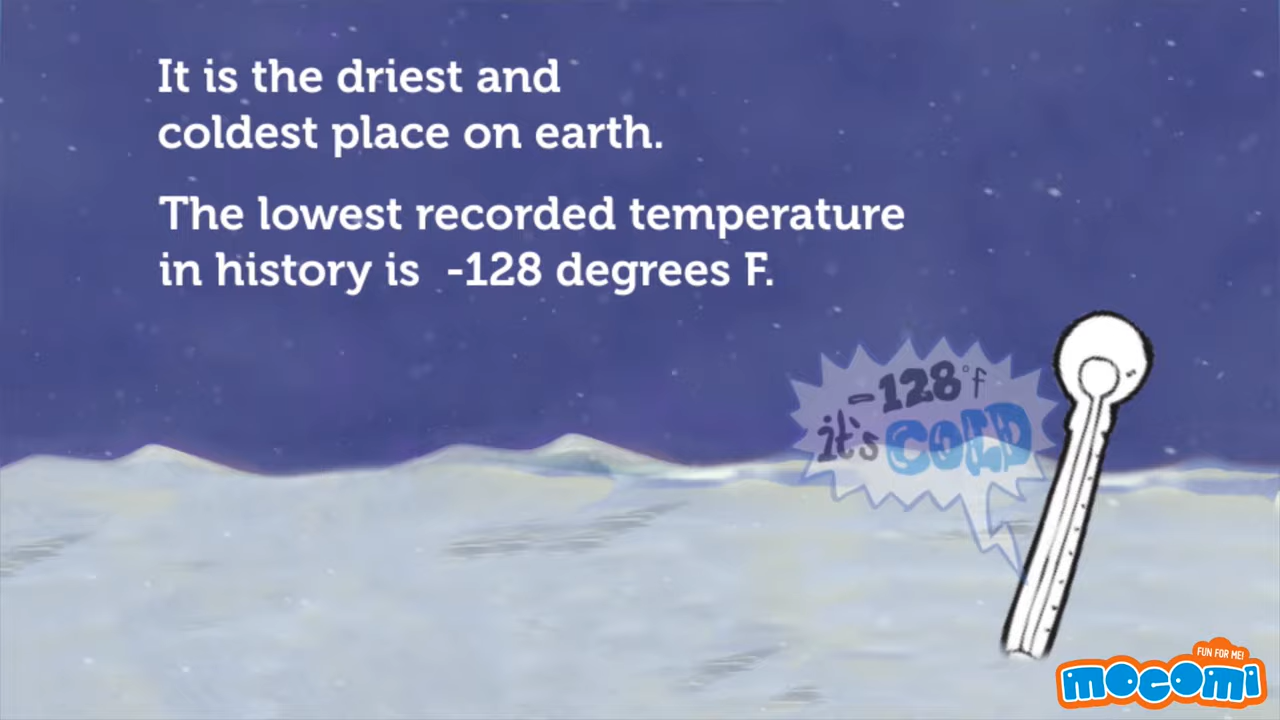 It is the driest and
coldest place on earth.
The lowest recorded temperature
in history is  -128 degrees F.
-128°f
it's COLD
FUN FOR ME!
mocomi